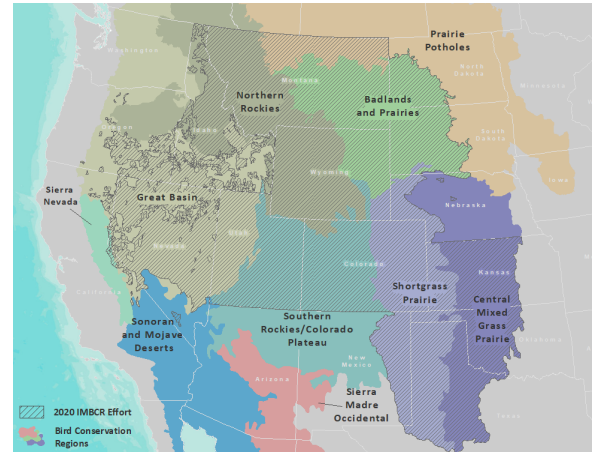 Prairie
Potholes
Washington
North
Dakota
Montana
Minnesota
Northern
Rockies
Badlands
and Prairies
Oregon
Idaho
South
Dakota
Wyoming
Iowa
Sierra
Nevada
Great Basin
Nebraska
Nevada
Utah
Colorado
Kansas
California
Shortgrass
Prairie
Central
Mixed
Grass
Prairie
Sonoran
and Mojave
Deserts
Southern
Rockies/Colorado
Plateau
Oklahoma
New
Mexico
Arizona
Sierra
Madre
Occidental
Texas
2020 IMBCR Effort
Bird Conservation
Regions